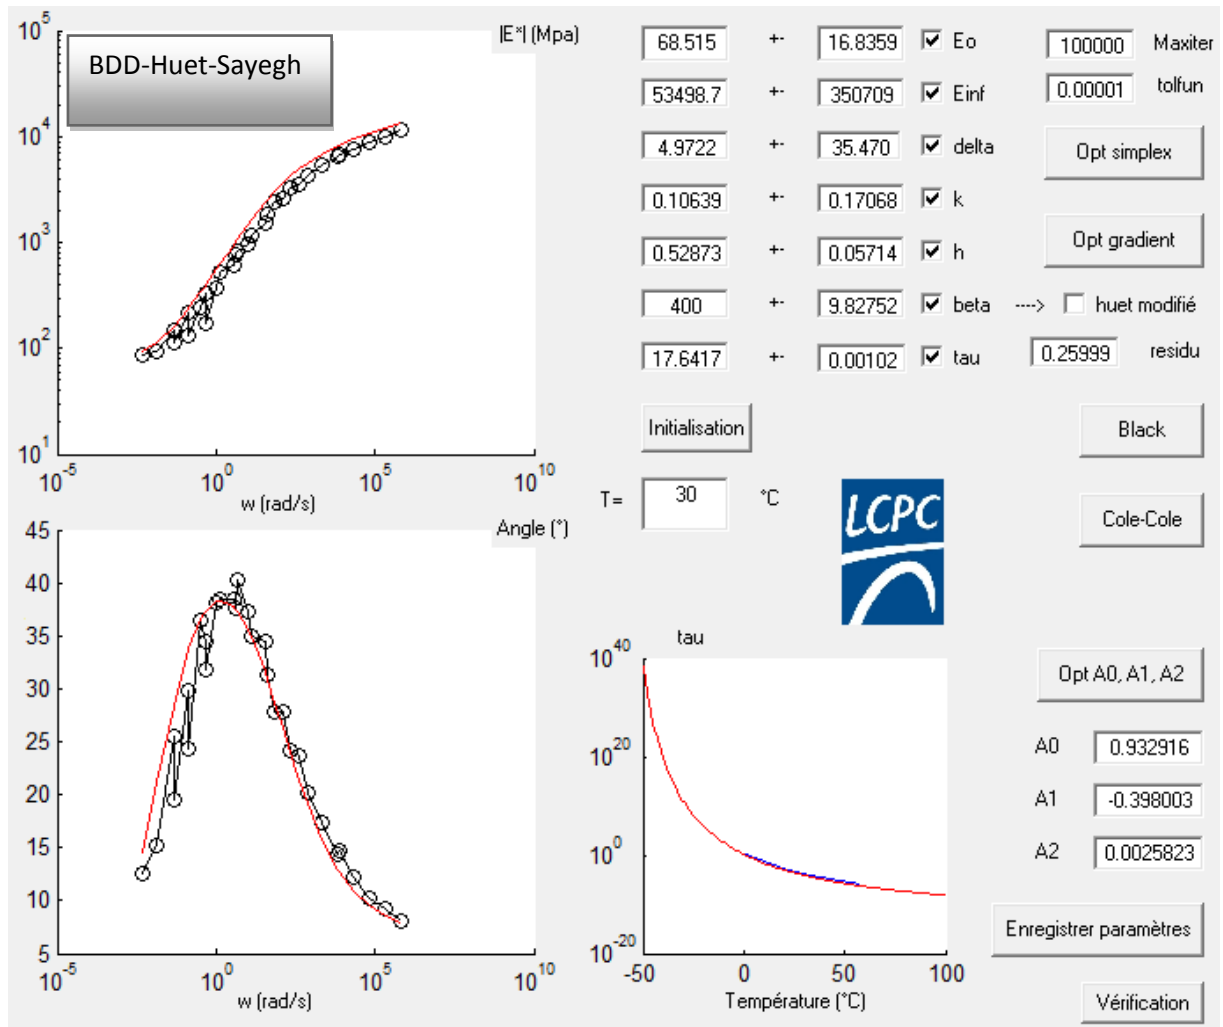 |E*| (Mpa)
BDD-Huet-Sayegh
10^5
10^4
10^3
10^2
10^1
10^-5
10^0
10^5
10^10
w (rad/s)
68.515 +- 16.8359 Eo
53498.7 +- 350709 Einf
4.9722 +- 35.470 delta
0.10639 +- 0.17068 k
0.52873 +- 0.05714 h
400 +- 9.82752 beta ----> huet modifié
17.6417 +- 0.00102 tau
100000 Maxiter
0.00001 tolfun
Opt simplex
Opt gradient
0.25999 residu
Initialisation
Black
T= 30 °C
LCPC
Cole-Cole
Angle (°)
45
40
35
30
25
20
15
10
5
10^-5
10^0
10^5
10^10
w (rad/s)
tau
10^40
10^20
10^0
10^-20
-50
0
50
100
Température (°C)
Opt A0, A1, A2
A0 0.932916
A1 -0.398003
A2 0.0025823
Enregistrer paramètres
Vérification